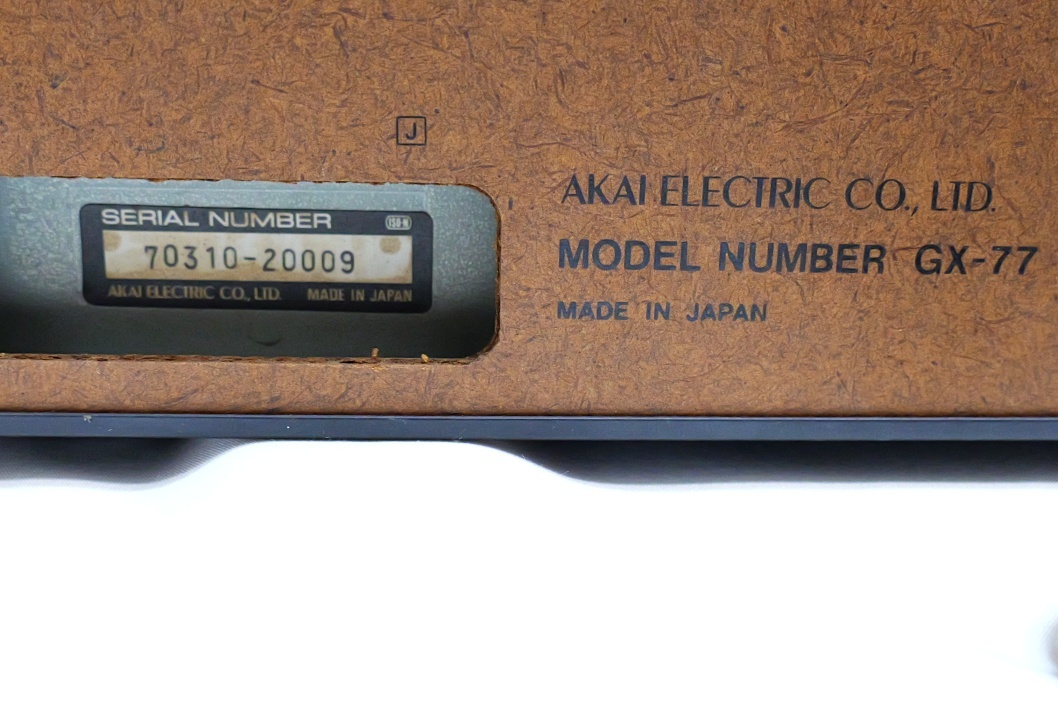 J
SERIAL NUMBER
70310-20009
AKAI ELECTRIC CO., LTD. MADE IN JAPAN
AKAI ELECTRIC CO., LTD.
MODEL NUMBER GX-77
MADE IN JAPAN